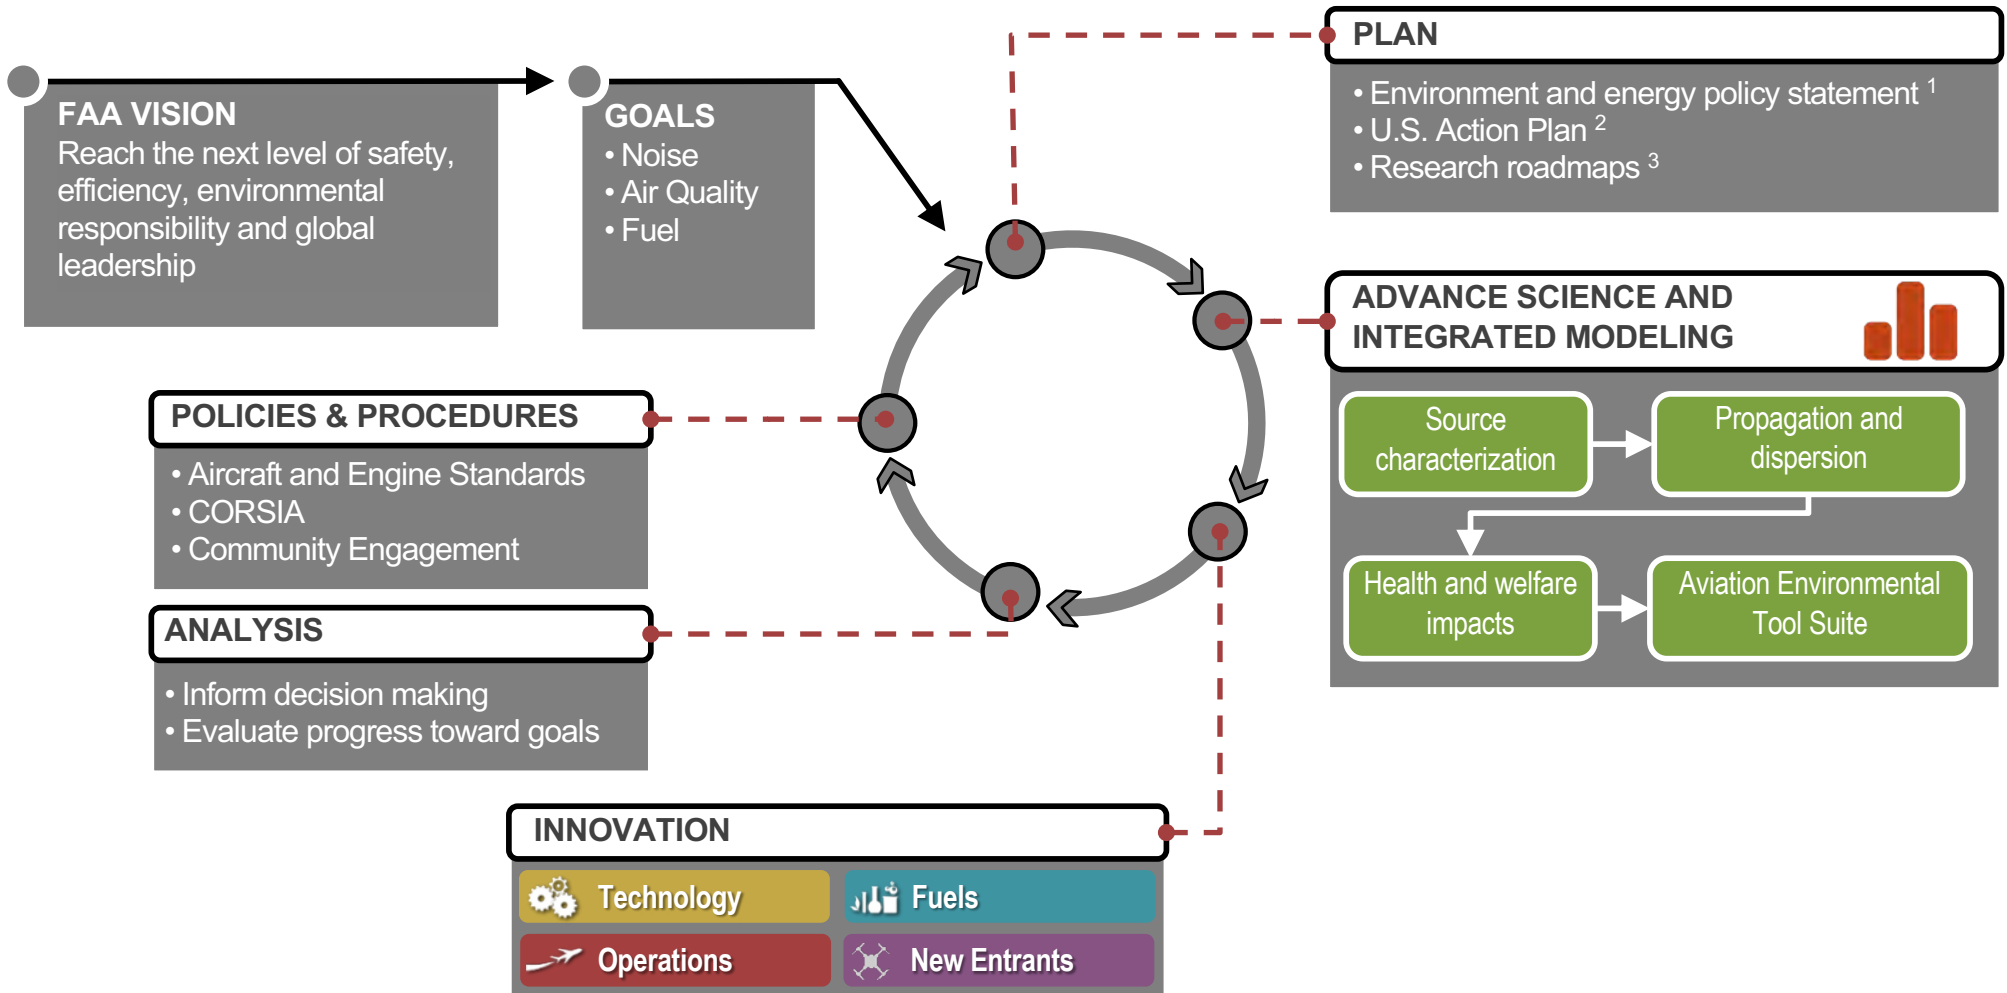 FAA VISION
Reach the next level of safety,
efficiency, environmental
responsibility and global
leadership
GOALS
• Noise
• Air Quality
• Fuel
PLAN
• Environment and energy policy statement 1
• U.S. Action Plan 2
• Research roadmaps 3
ADVANCE SCIENCE AND
INTEGRATED MODELING
Source
characterization
Propagation and
dispersion
Health and welfare
impacts
Aviation Environmental
Tool Suite
POLICIES & PROCEDURES
• Aircraft and Engine Standards
• CORSIA
• Community Engagement
ANALYSIS
• Inform decision making
• Evaluate progress toward goals
INNOVATION
Technology
Fuels
Operations
New Entrants